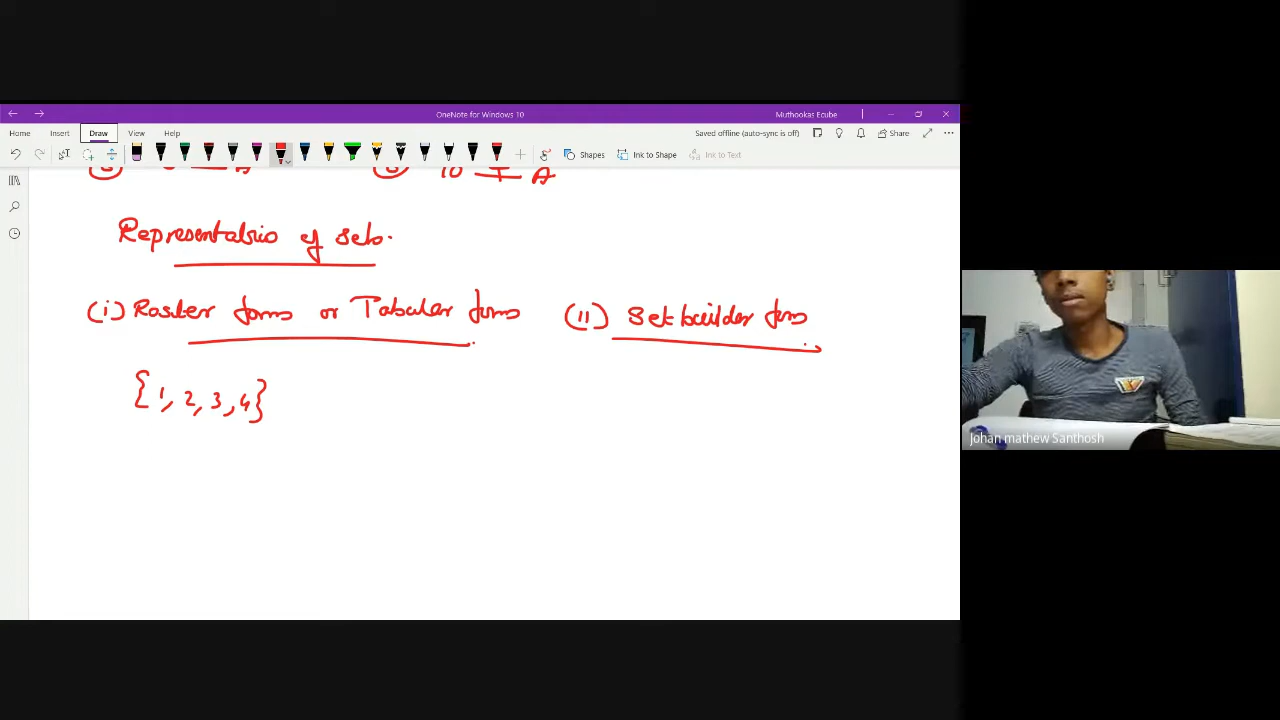 OneNote for Windows 10
Muthookas Ecube
Home Insert Draw View Help
Saved offline (auto-sync is off)
Share
Shapes
Ink to Shape
Ink to Text
10 A
Representatio of sets.
(i) Roster form or Tabular form
(ii) Set builder form
{1, 2, 3, 4}
Johan mathew Santhosh